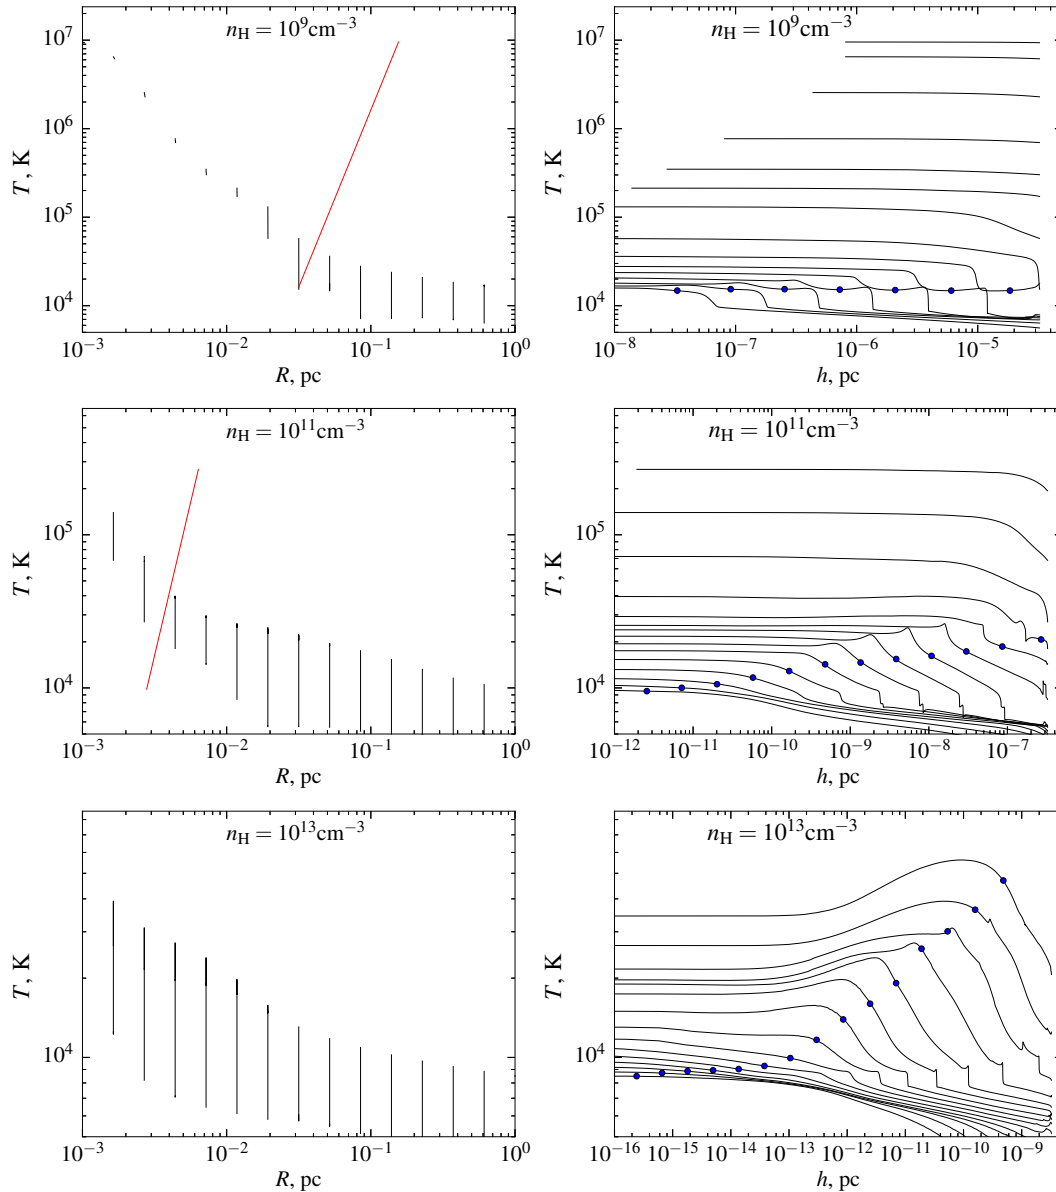 n_H = 10^9 cm^-3
n_H = 10^9 cm^-3
10^7
10^6
10^5
10^4
T, K
10^-3 10^-2 10^-1 10^0
R, pc
10^7
10^6
10^5
10^4
T, K
10^-8 10^-7 10^-6 10^-5
h, pc
n_H = 10^11 cm^-3
n_H = 10^11 cm^-3
10^5
10^4
T, K
10^-3 10^-2 10^-1 10^0
R, pc
10^5
10^4
T, K
10^-12 10^-11 10^-10 10^-9 10^-8 10^-7
h, pc
n_H = 10^13 cm^-3
n_H = 10^13 cm^-3
10^4
T, K
10^-3 10^-2 10^-1 10^0
R, pc
10^4
T, K
10^-16 10^-15 10^-14 10^-13 10^-12 10^-11 10^-10 10^-9
h, pc